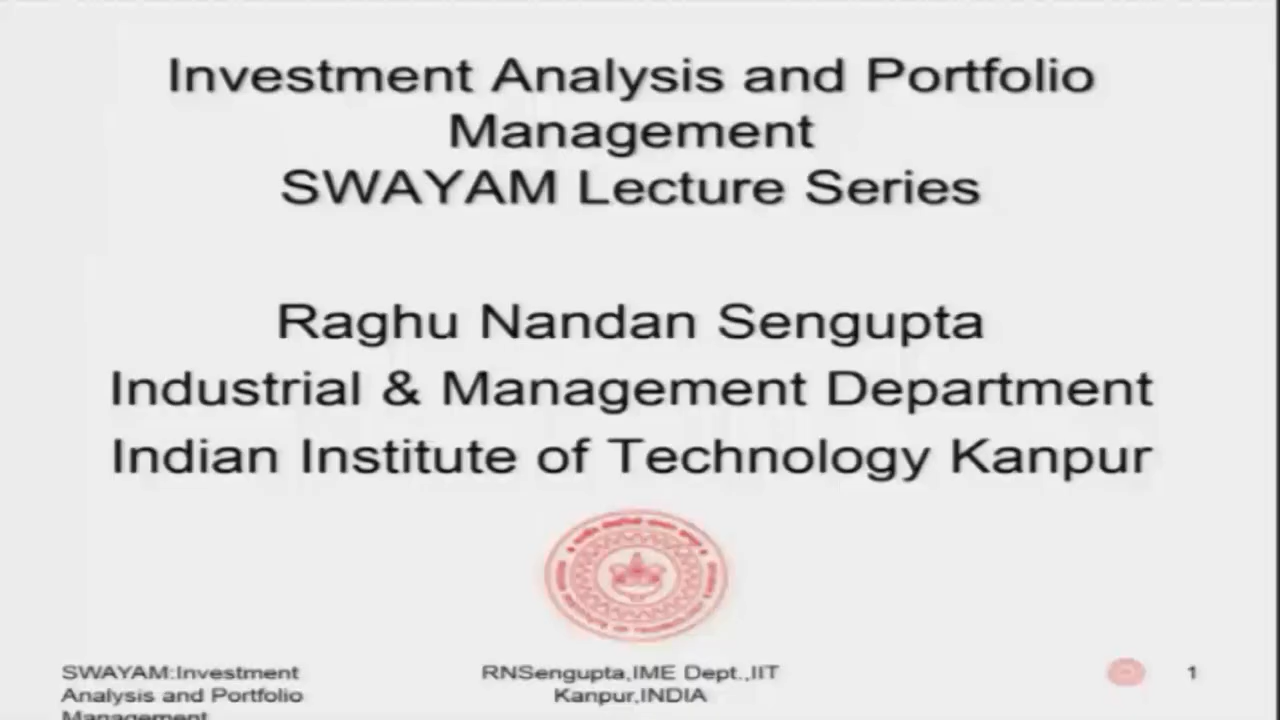 Investment Analysis and Portfolio
Management
SWAYAM Lecture Series
Raghu Nandan Sengupta
Industrial & Management Department
Indian Institute of Technology Kanpur
SWAYAM:Investment
Analysis and Portfolio
Management
RNSengupta,IME Dept.,IIT
Kanpur,INDIA
1